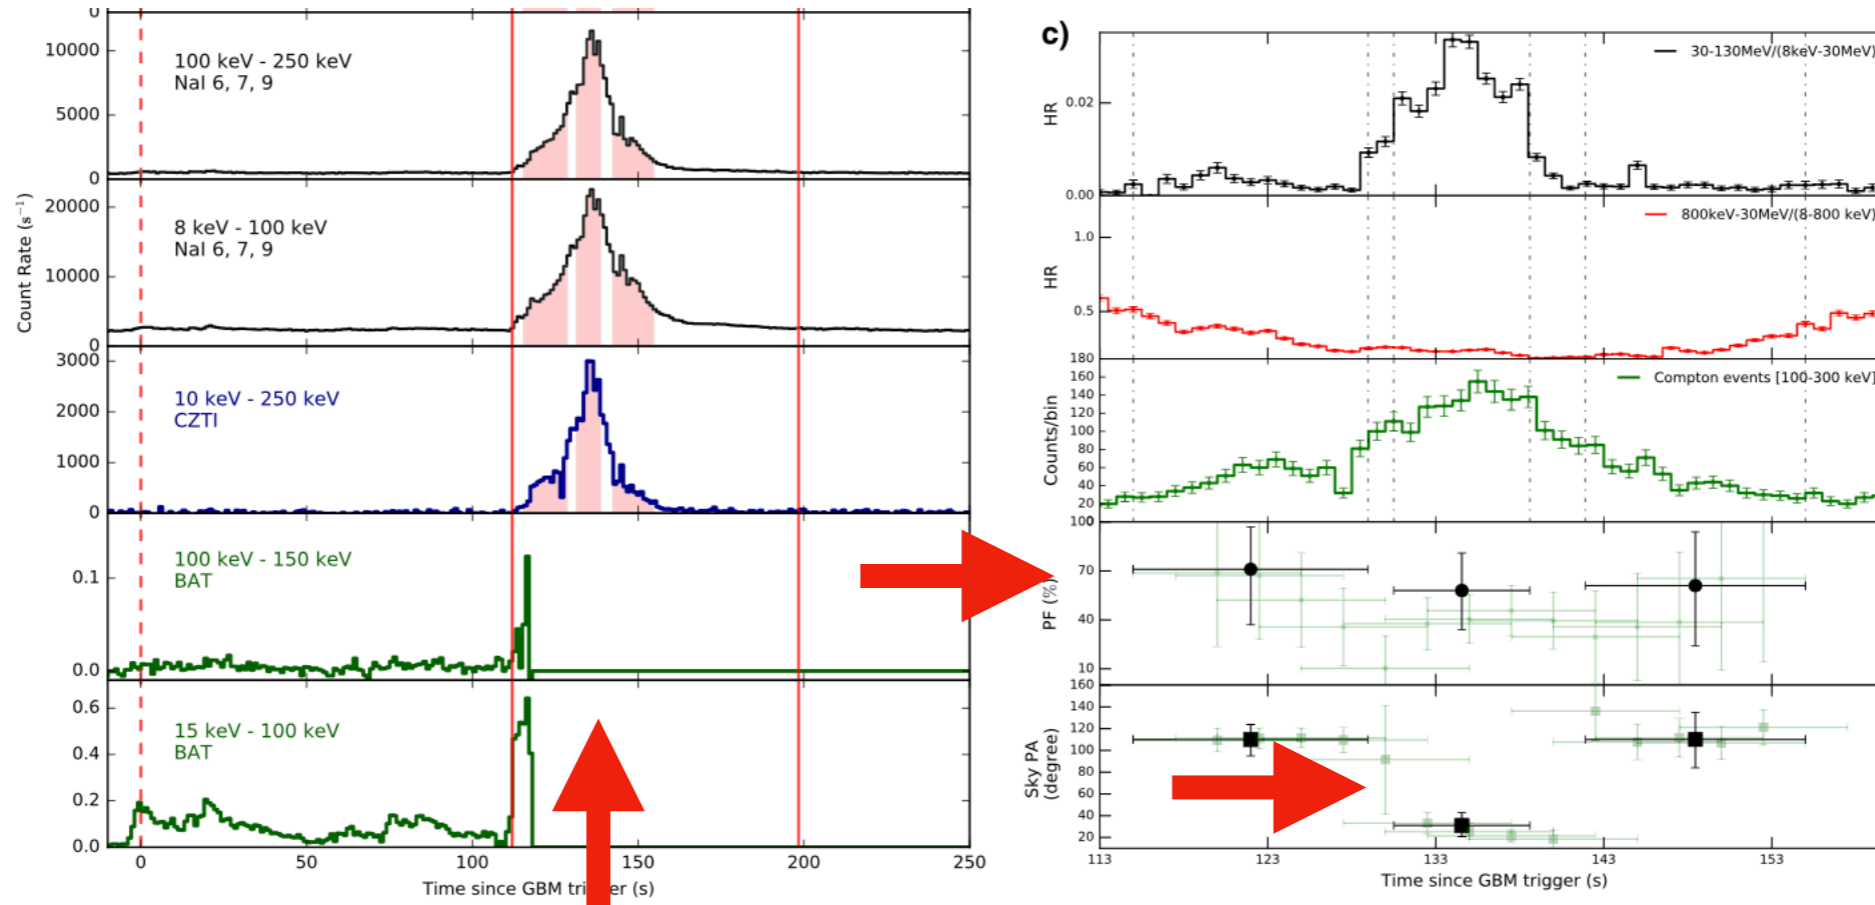 0
10000
5000
0
100 keV - 250 keV
NaI 6, 7, 9
20000
10000
0
8 keV - 100 keV
NaI 6, 7, 9
Count Rate (s⁻¹)
3000
2000
1000
0
10 keV - 250 keV
CZTI
0.1
0.0
100 keV - 150 keV
BAT
0.6
0.4
0.2
0.0
15 keV - 100 keV
BAT
0 50 100 150 200 250
Time since GBM trigger (s)
c)
30-130MeV/(8keV-30MeV)
HR
0.02
0.00
800keV-30MeV/(8-800 keV)
HR
1.0
0.5
180
Compton events [100-300 keV]
Counts/bin
160
140
120
100
80
60
40
20
100
PF (%)
70
40
10
160
Sky PA
(degree)
140
120
100
80
60
40
20
113 123 133 143 153
Time since GBM trigger (s)